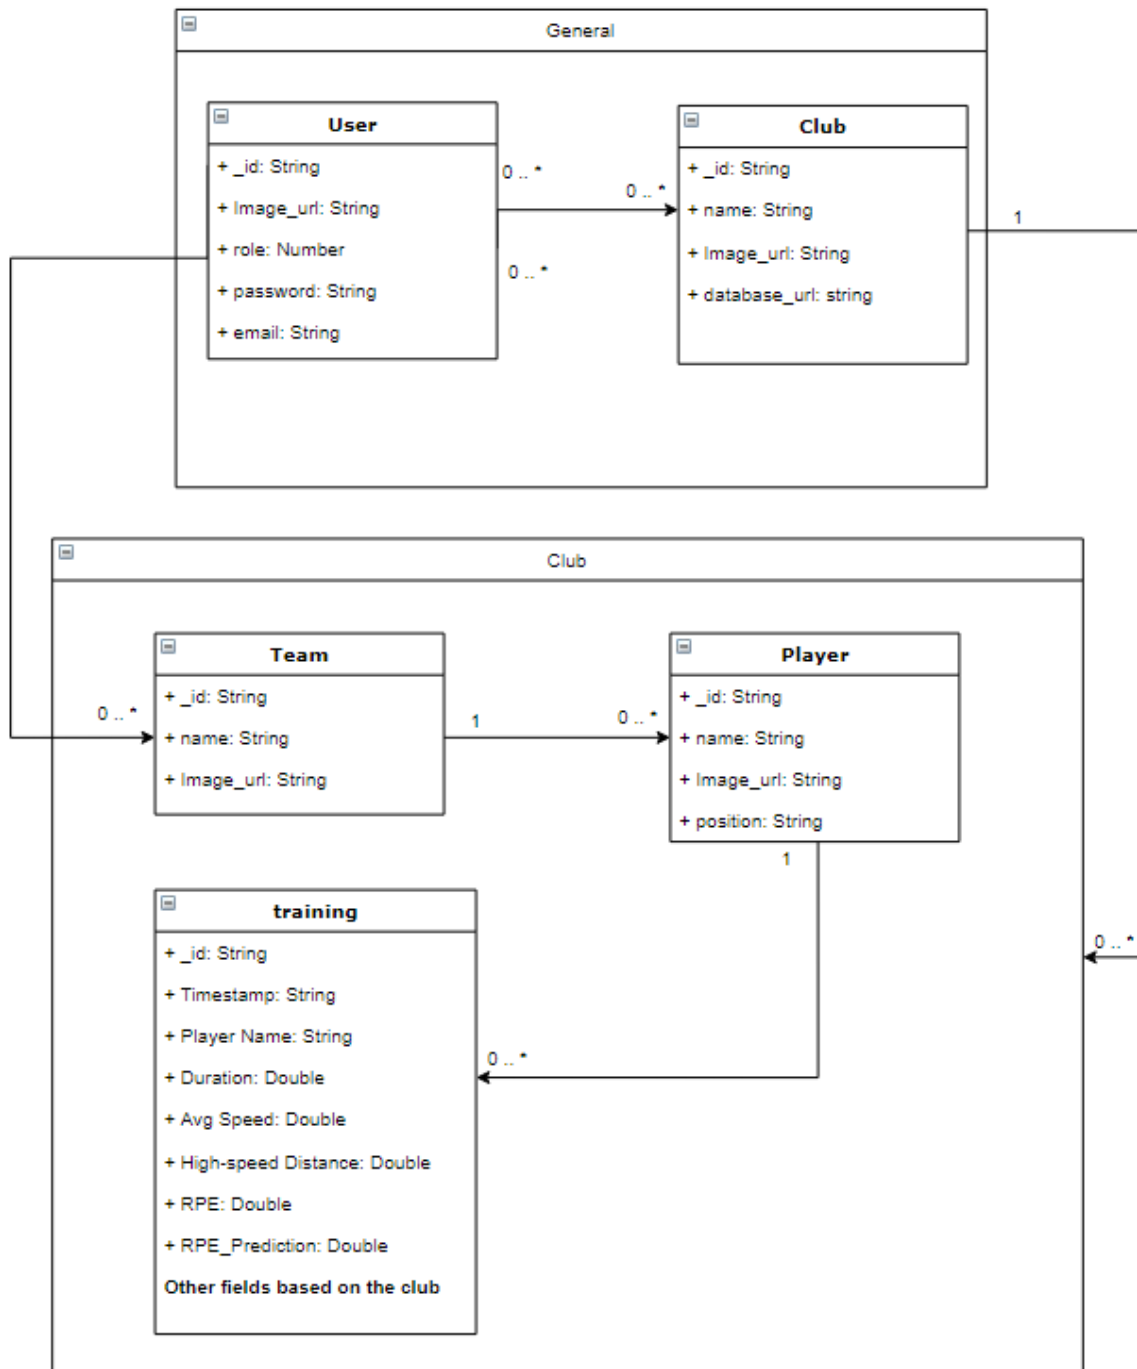 General
User
+ _id: String
+ Image_url: String
+ role: Number
+ password: String
+ email: String
0 .. *
0 .. *
0 .. *
Club
+ _id: String
+ name: String
+ Image_url: String
+ database_url: string
1
Club
0 .. *
Team
+ _id: String
+ name: String
+ Image_url: String
1
0 .. *
Player
+ _id: String
+ name: String
+ Image_url: String
+ position: String
1
0 .. *
training
+ _id: String
+ Timestamp: String
+ Player Name: String
+ Duration: Double
+ Avg Speed: Double
+ High-speed Distance: Double
+ RPE: Double
+ RPE_Prediction: Double
Other fields based on the club
0 .. *